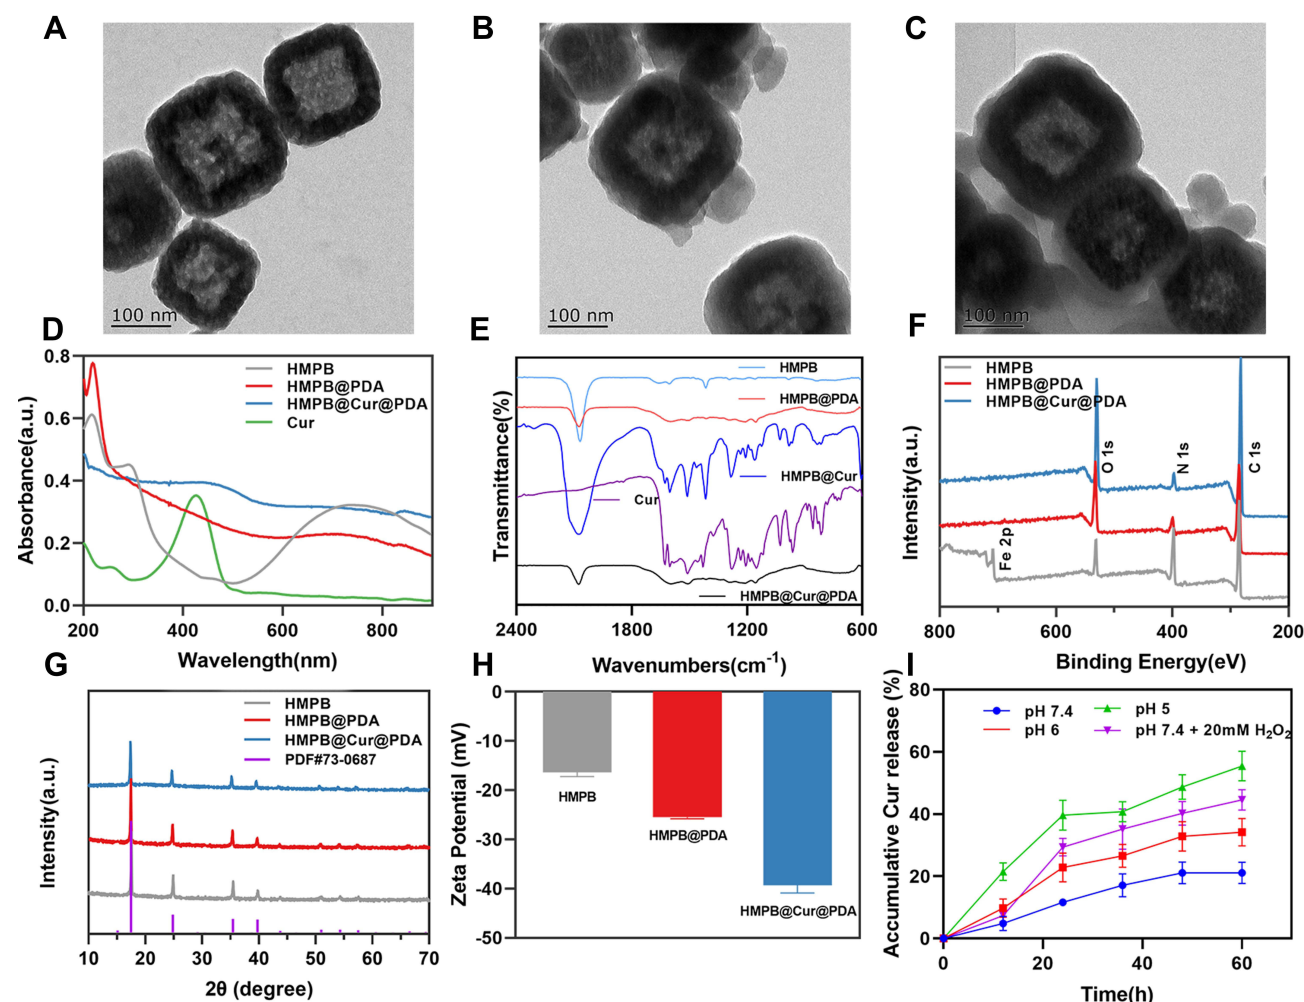 A
B
C
100 nm
100 nm
100 nm
D
0.8
0.6
0.4
0.2
0.0
200
400
600
800
Absorbance(a.u.)
Wavelength(nm)
HMPB
HMPB@PDA
HMPB@Cur@PDA
Cur
E
Transmittance(%)
HMPB
HMPB@PDA
HMPB@Cur
Cur
HMPB@Cur@PDA
2400
1800
1200
600
Wavenumbers(cm⁻¹)
F
HMPB
HMPB@PDA
HMPB@Cur@PDA
Intensity(a.u.)
Fe 2p
O 1s
N 1s
C 1s
800
600
400
200
Binding Energy(eV)
G
HMPB
HMPB@PDA
HMPB@Cur@PDA
PDF#73-0687
Intensity(a.u.)
10
20
30
40
50
60
70
2θ (degree)
H
0
-10
-20
-30
-40
-50
Zeta Potential (mV)
HMPB
HMPB@PDA
HMPB@Cur@PDA
I
80
60
40
20
0
Accumulative Cur release (%)
pH 7.4
pH 6
pH 5
pH 7.4 + 20mM H₂O₂
0
20
40
60
Time(h)